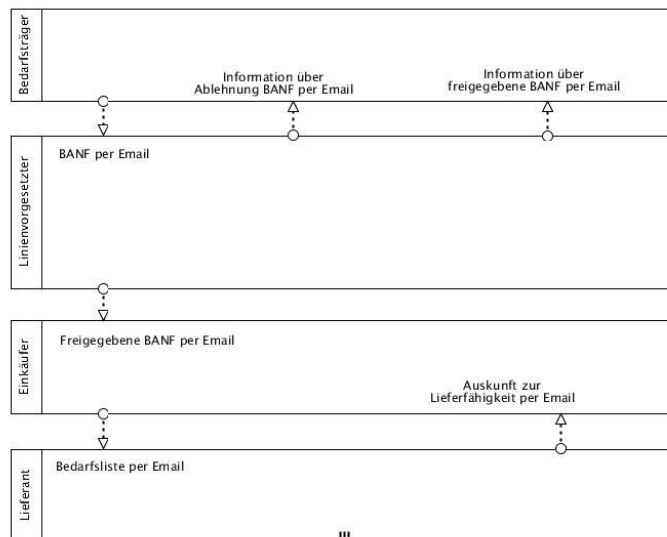 Bedarfsträger
Information über
Ablehnung BANF per Email
Information über
freigegebene BANF per Email
Linienvorgesetzter
BANF per Email
Einkäufer
Freigegebene BANF per Email
Auskunft zur
Lieferfähigkeit per Email
Lieferant
Bedarfsliste per Email